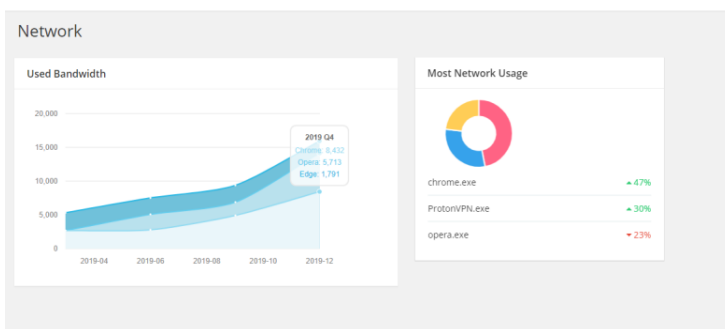 Network
Used Bandwidth
20,000
15,000
10,000
5,000
0
2019-04 2019-06 2019-08 2019-10 2019-12
2019 Q4
Chrome: 8,432
Opera: 5,713
Edge: 1,791
Most Network Usage
chrome.exe 47%
ProtonVPN.exe 30%
opera.exe 23%